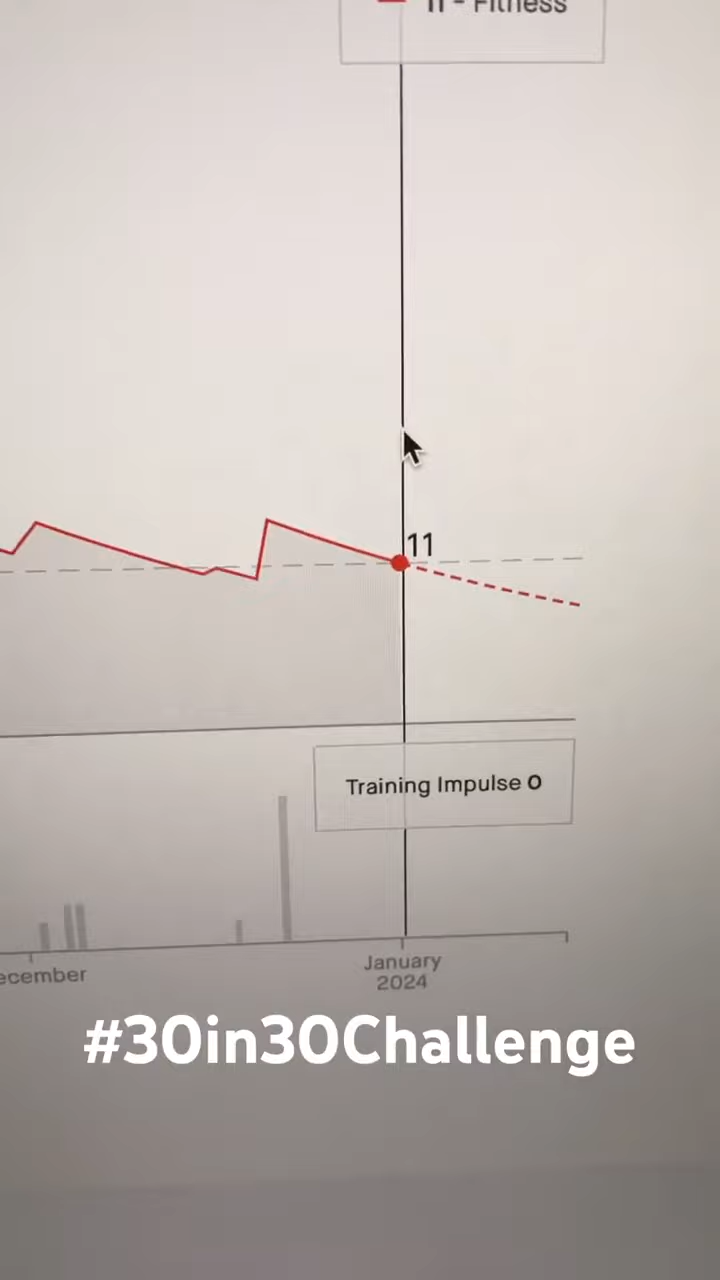 11 - Fitness
11
Training Impulse 0
ecember
January
2024
#30in30Challenge